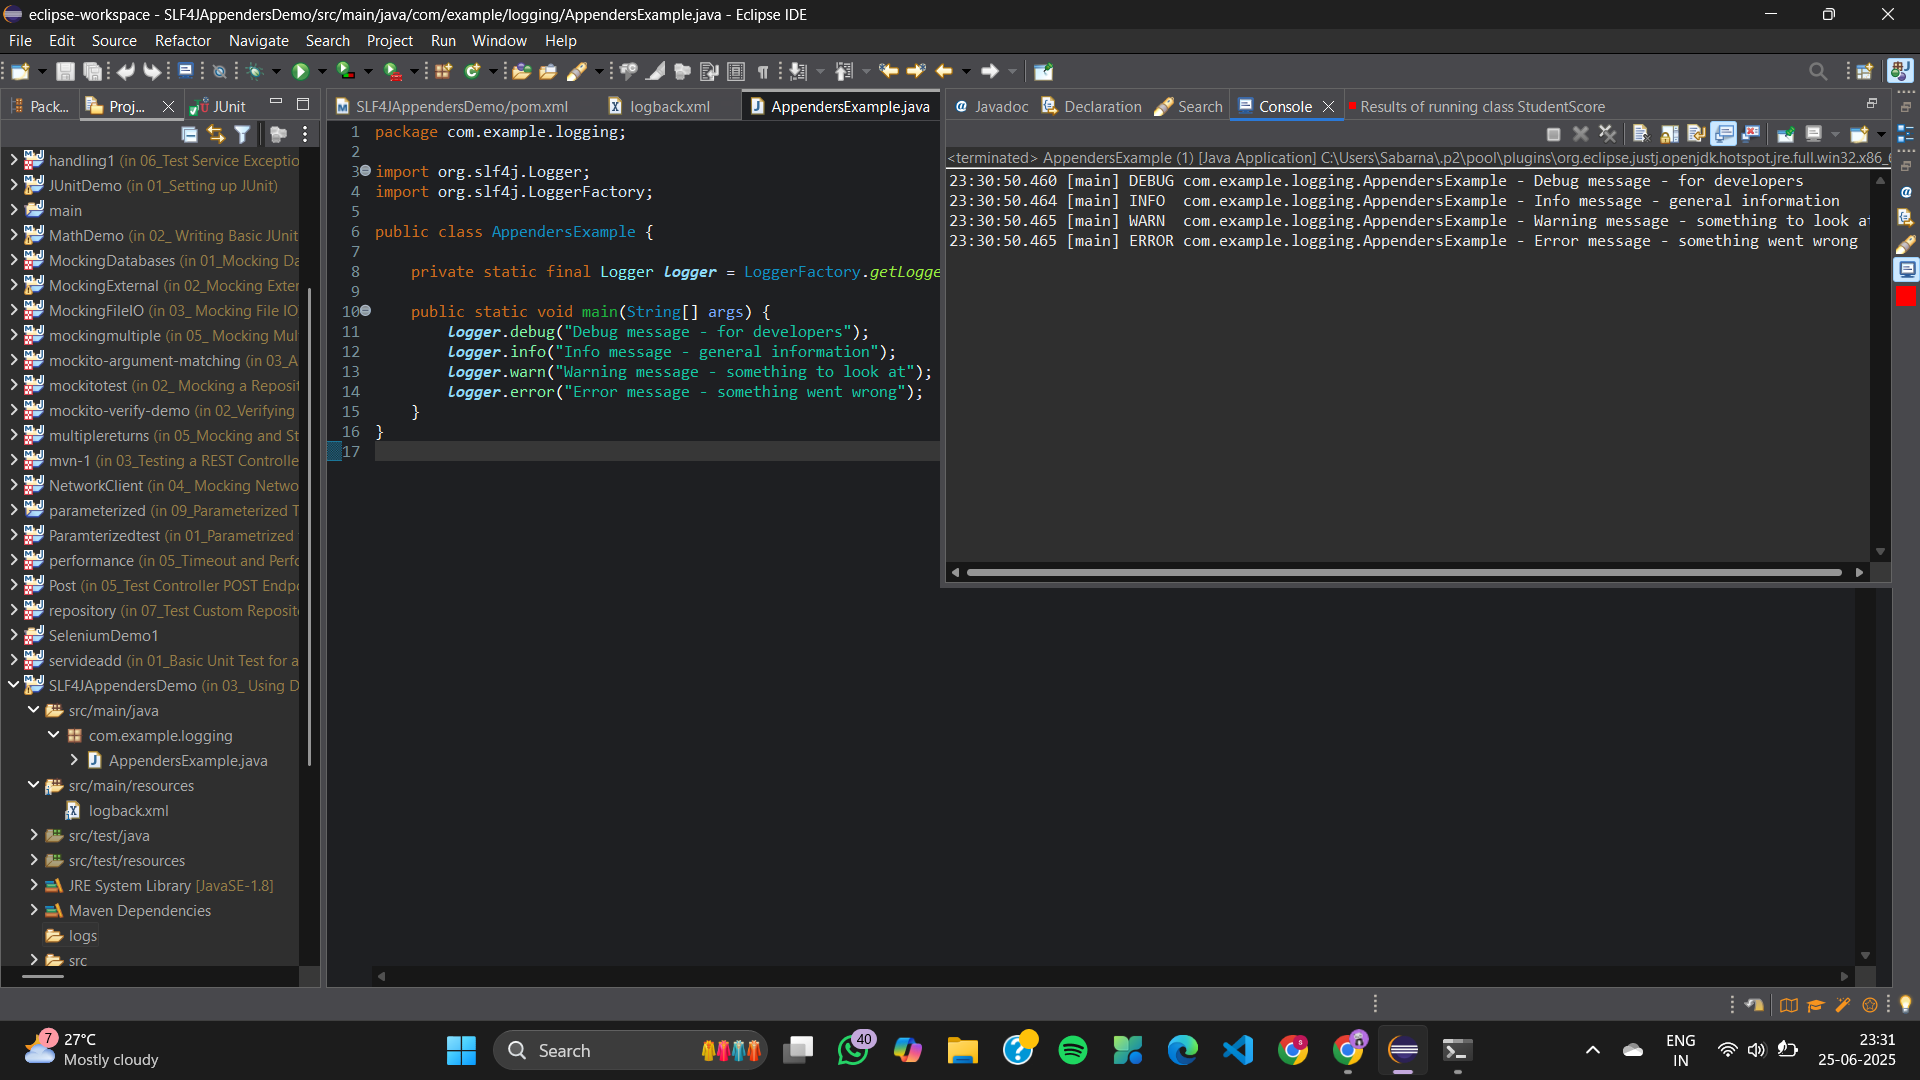 eclipse-workspace - SLF4JAppendersDemo/src/main/java/com/example/logging/AppendersExample.java - Eclipse IDE
File Edit Source Refactor Navigate Search Project Run Window Help
Pack... Proj... JUnit
handling1 (in 06_Test Service Exceptio
JUnitDemo (in 01_Setting up JUnit)
main
MathDemo (in 02_ Writing Basic JUnit
MockingDatabases (in 01_Mocking Da
MockingExternal (in 02_Mocking Exter
MockingFileIO (in 03_ Mocking File IO
mockingmultiple (in 05_ Mocking Mul
mockito-argument-matching (in 03_A
mockitotest (in 02_ Mocking a Reposit
mockito-verify-demo (in 02_Verifying
multiplereturns (in 05_Mocking and St
mvn-1 (in 03_Testing a REST Controlle
NetworkClient (in 04_ Mocking Netwo
parameterized (in 09_Parameterized T
Paramterizedtest (in 01_Parametrized
performance (in 05_Timeout and Perfo
Post (in 05_Test Controller POST Endp
repository (in 07_Test Custom Reposit
SeleniumDemo1
servideadd (in 01_Basic Unit Test for a
SLF4JAppendersDemo (in 03_ Using D
src/main/java
com.example.logging
AppendersExample.java
src/main/resources
logback.xml
src/test/java
src/test/resources
JRE System Library [JavaSE-1.8]
Maven Dependencies
logs
src
SLF4JAppendersDemo/pom.xml logback.xml AppendersExample.java
1 package com.example.logging;
2
3 import org.slf4j.Logger;
4 import org.slf4j.LoggerFactory;
5
6 public class AppendersExample {
7
8 private static final Logger logger = LoggerFactory.getLogge
9
10 public static void main(String[] args) {
11 logger.debug("Debug message - for developers");
12 logger.info("Info message - general information");
13 logger.warn("Warning message - something to look at");
14 logger.error("Error message - something went wrong");
15 }
16 }
17
Javadoc Declaration Search Console Results of running class StudentScore
<terminated> AppendersExample (1) [Java Application] C:\Users\Sabarna\.p2\pool\plugins\org.eclipse.justj.openjdk.hotspot.jre.full.win32.x86_
23:30:50.460 [main] DEBUG com.example.logging.AppendersExample - Debug message - for developers
23:30:50.464 [main] INFO com.example.logging.AppendersExample - Info message - general information
23:30:50.465 [main] WARN com.example.logging.AppendersExample - Warning message - something to look at
23:30:50.465 [main] ERROR com.example.logging.AppendersExample - Error message - something went wrong
7
27°C
Mostly cloudy
Search
40
ENG
IN
23:31
25-06-2025